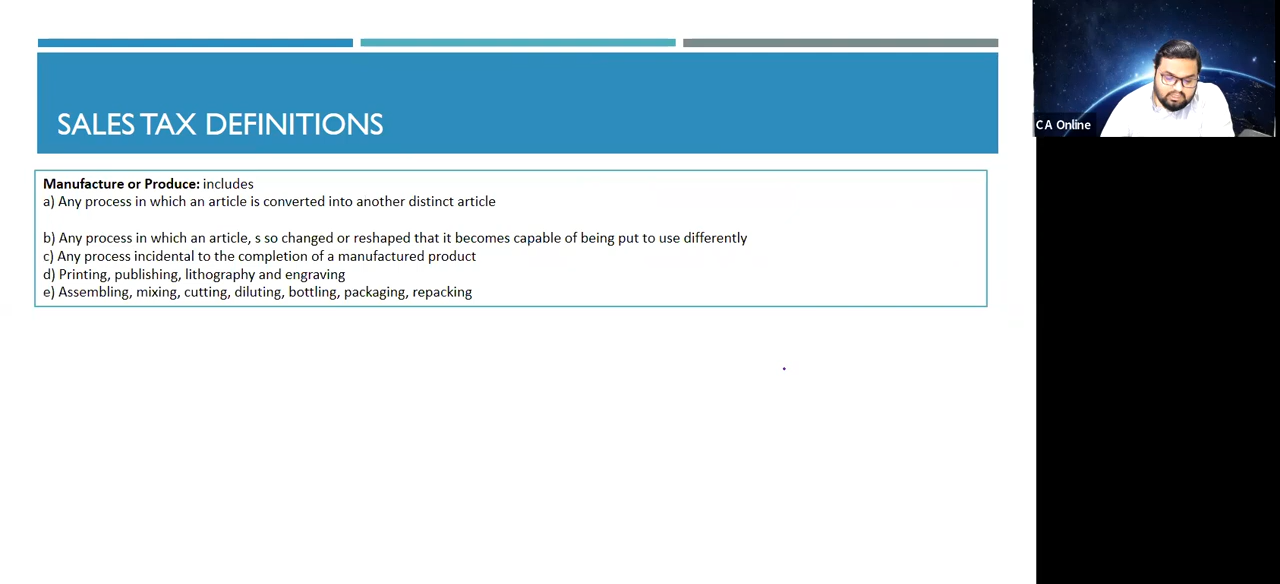 SALES TAX DEFINITIONS
Manufacture or Produce: includes
a) Any process in which an article is converted into another distinct article
b) Any process in which an article, s so changed or reshaped that it becomes capable of being put to use differently
c) Any process incidental to the completion of a manufactured product
d) Printing, publishing, lithography and engraving
e) Assembling, mixing, cutting, diluting, bottling, packaging, repacking
C A Online